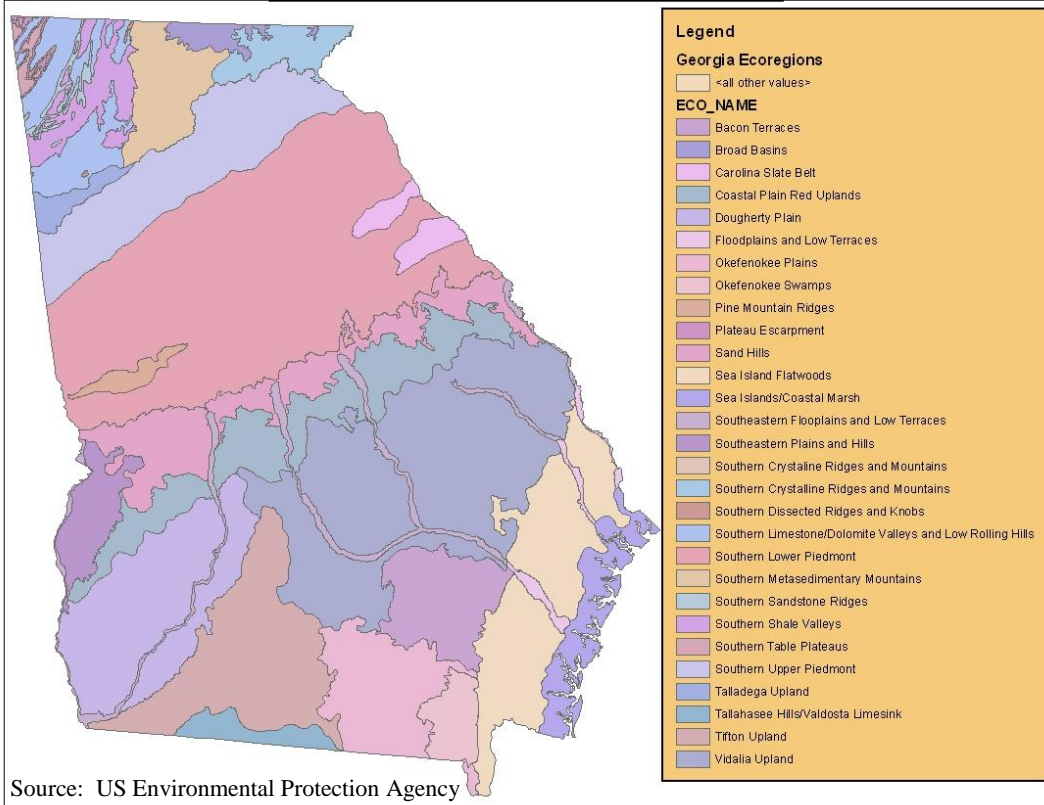 Legend
Georgia Ecoregions
<all other values>
ECO_NAME
Bacon Terraces
Broad Basins
Carolina Slate Belt
Coastal Plain Red Uplands
Dougherty Plain
Floodplains and Low Terraces
Okefenokee Plains
Okefenokee Swamps
Pine Mountain Ridges
Plateau Escarpment
Sand Hills
Sea Island Flatwoods
Sea Islands/Coastal Marsh
Southeastern Flooplains and Low Terraces
Southeastern Plains and Hills
Southern Crystaline Ridges and Mountains
Southern Crystalline Ridges and Mountains
Southern Dissected Ridges and Knobs
Southern Limestone/Dolomite Valleys and Low Rolling Hills
Southern Lower Piedmont
Southern Metasedimentary Mountains
Southern Sandstone Ridges
Southern Shale Valleys
Southern Table Plateaus
Southern Upper Piedmont
Talladega Upland
Tallahasee Hills/Valdosta Limesink
Tifton Upland
Vidalia Upland
Source: US Environmental Protection Agency